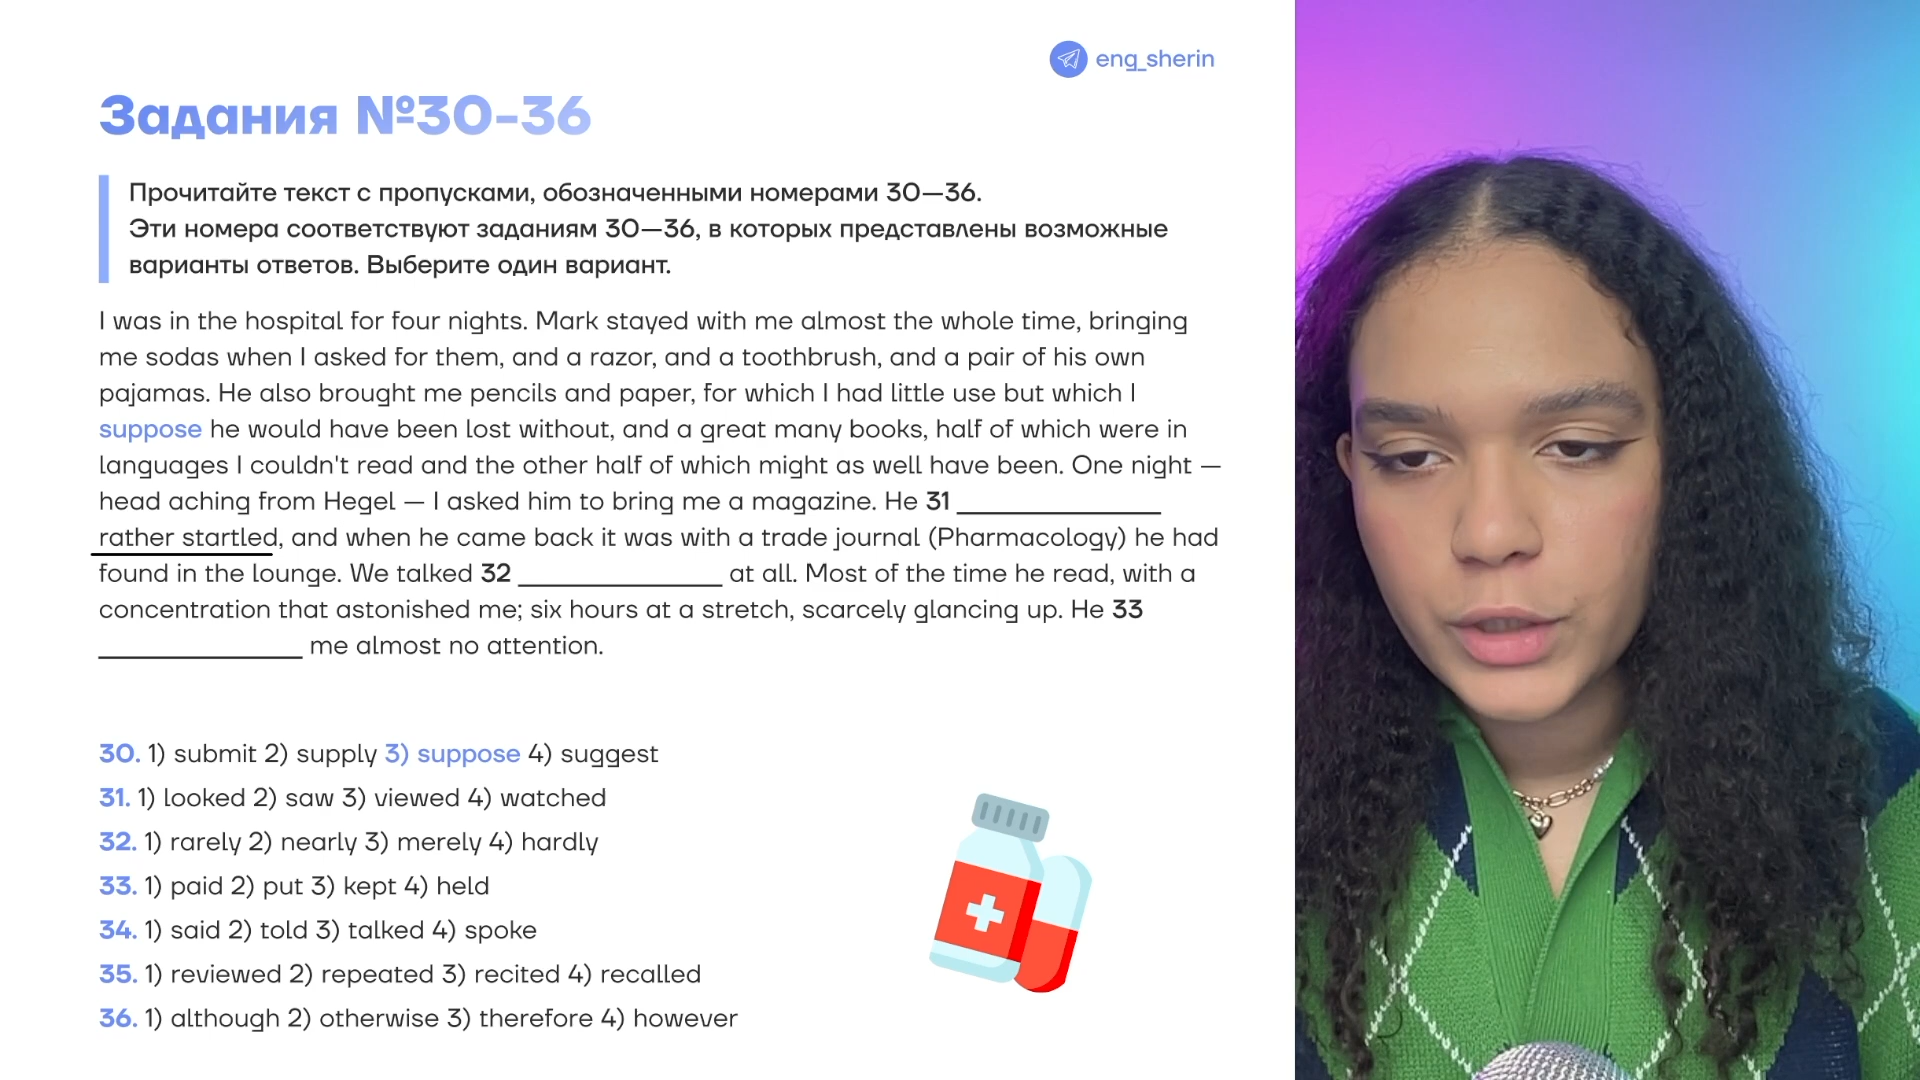 eng_sherin
Задания №30-36
Прочитайте текст с пропусками, обозначенными номерами 30—36.
Эти номера соответствуют заданиям 30—36, в которых представлены возможные
варианты ответов. Выберите один вариант.
I was in the hospital for four nights. Mark stayed with me almost the whole time, bringing
me sodas when I asked for them, and a razor, and a toothbrush, and a pair of his own
pajamas. He also brought me pencils and paper, for which I had little use but which I
suppose he would have been lost without, and a great many books, half of which were in
languages I couldn't read and the other half of which might as well have been. One night —
head aching from Hegel — I asked him to bring me a magazine. He 31 _______________
rather startled, and when he came back it was with a trade journal (Pharmacology) he had
found in the lounge. We talked 32 _______________ at all. Most of the time he read, with a
concentration that astonished me; six hours at a stretch, scarcely glancing up. He 33
_______________ me almost no attention.
30. 1) submit 2) supply 3) suppose 4) suggest
31. 1) looked 2) saw 3) viewed 4) watched
32. 1) rarely 2) nearly 3) merely 4) hardly
33. 1) paid 2) put 3) kept 4) held
34. 1) said 2) told 3) talked 4) spoke
35. 1) reviewed 2) repeated 3) recited 4) recalled
36. 1) although 2) otherwise 3) therefore 4) however